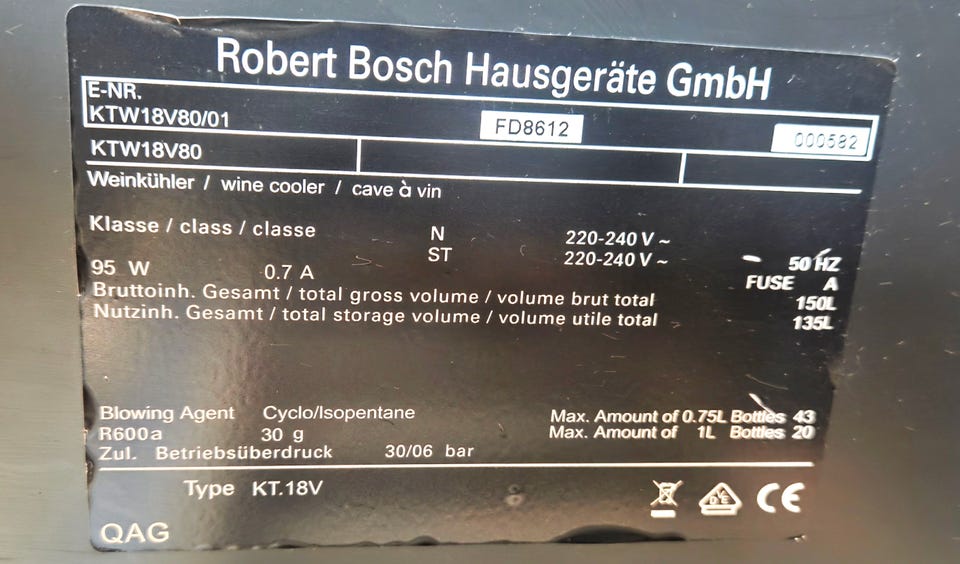 Robert Bosch Hausgeräte GmbH
E-NR.
KTW18V80/01 FD8612 000582
KTW18V80
Weinkühler / wine cooler / cave à vin
Klasse / class / classe N 220-240 V ~
ST 220-240 V ~ 50 HZ
95 W 0.7 A FUSE A
Bruttoinh. Gesamt / total gross volume / volume brut total 150L
Nutzinh. Gesamt / total storage volume / volume utile total 135L
Blowing Agent Cyclo/Isopentane Max. Amount of 0.75L Bottles 43
R600a 30 g Max. Amount of 1L Bottles 20
Zul. Betriebsüberdruck 30/06 bar
Type KT.18V
VDE CE
QAG